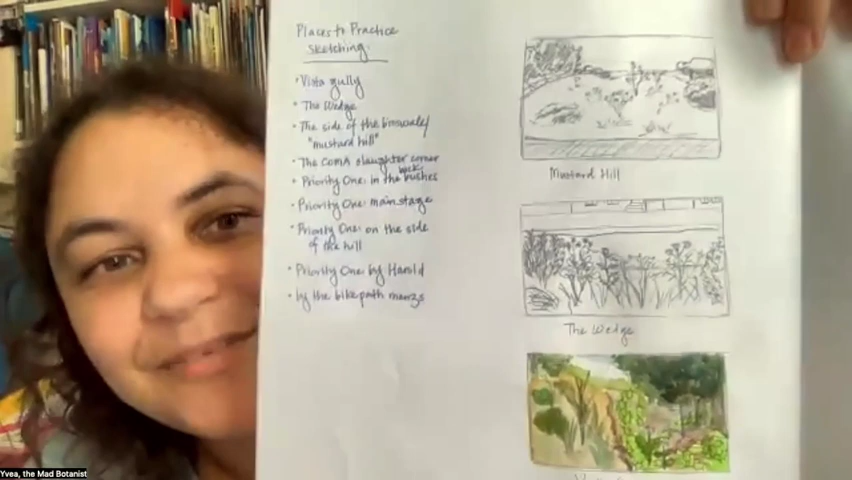 Places to Practice
sketching.
• Vista gully
• The Wedge
• The side of the bioswale/
"mustard hill"
• The COMA slaughter corner
• Priority One: in the back bushes
• Priority One: main stage
• Priority One: on the side
of the hill
• Priority One: by Harold
• by the bike path
Mustard Hill
The Wedge
Yvea, the Mad Botanist